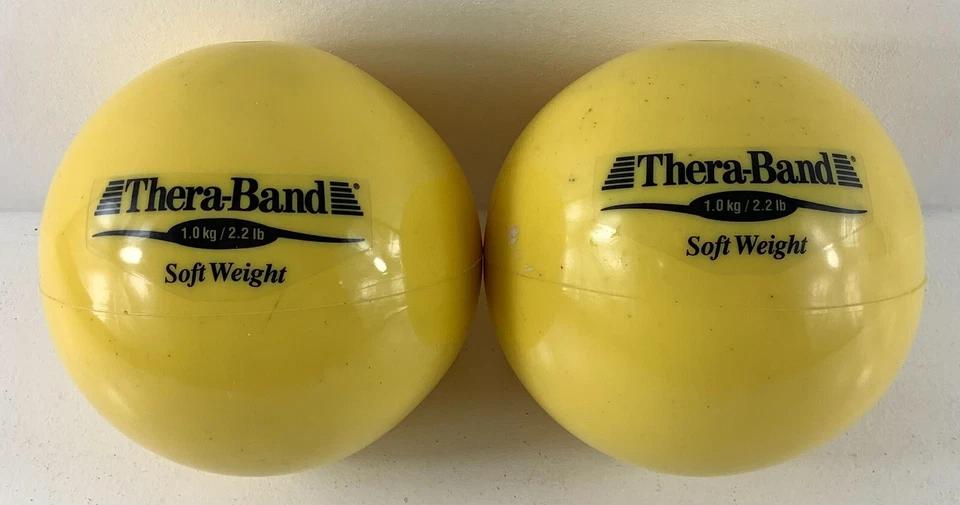 Thera-Band®
1.0 kg / 2.2 lb
Soft Weight
Thera-Band®
1.0 kg / 2.2 lb
Soft Weight